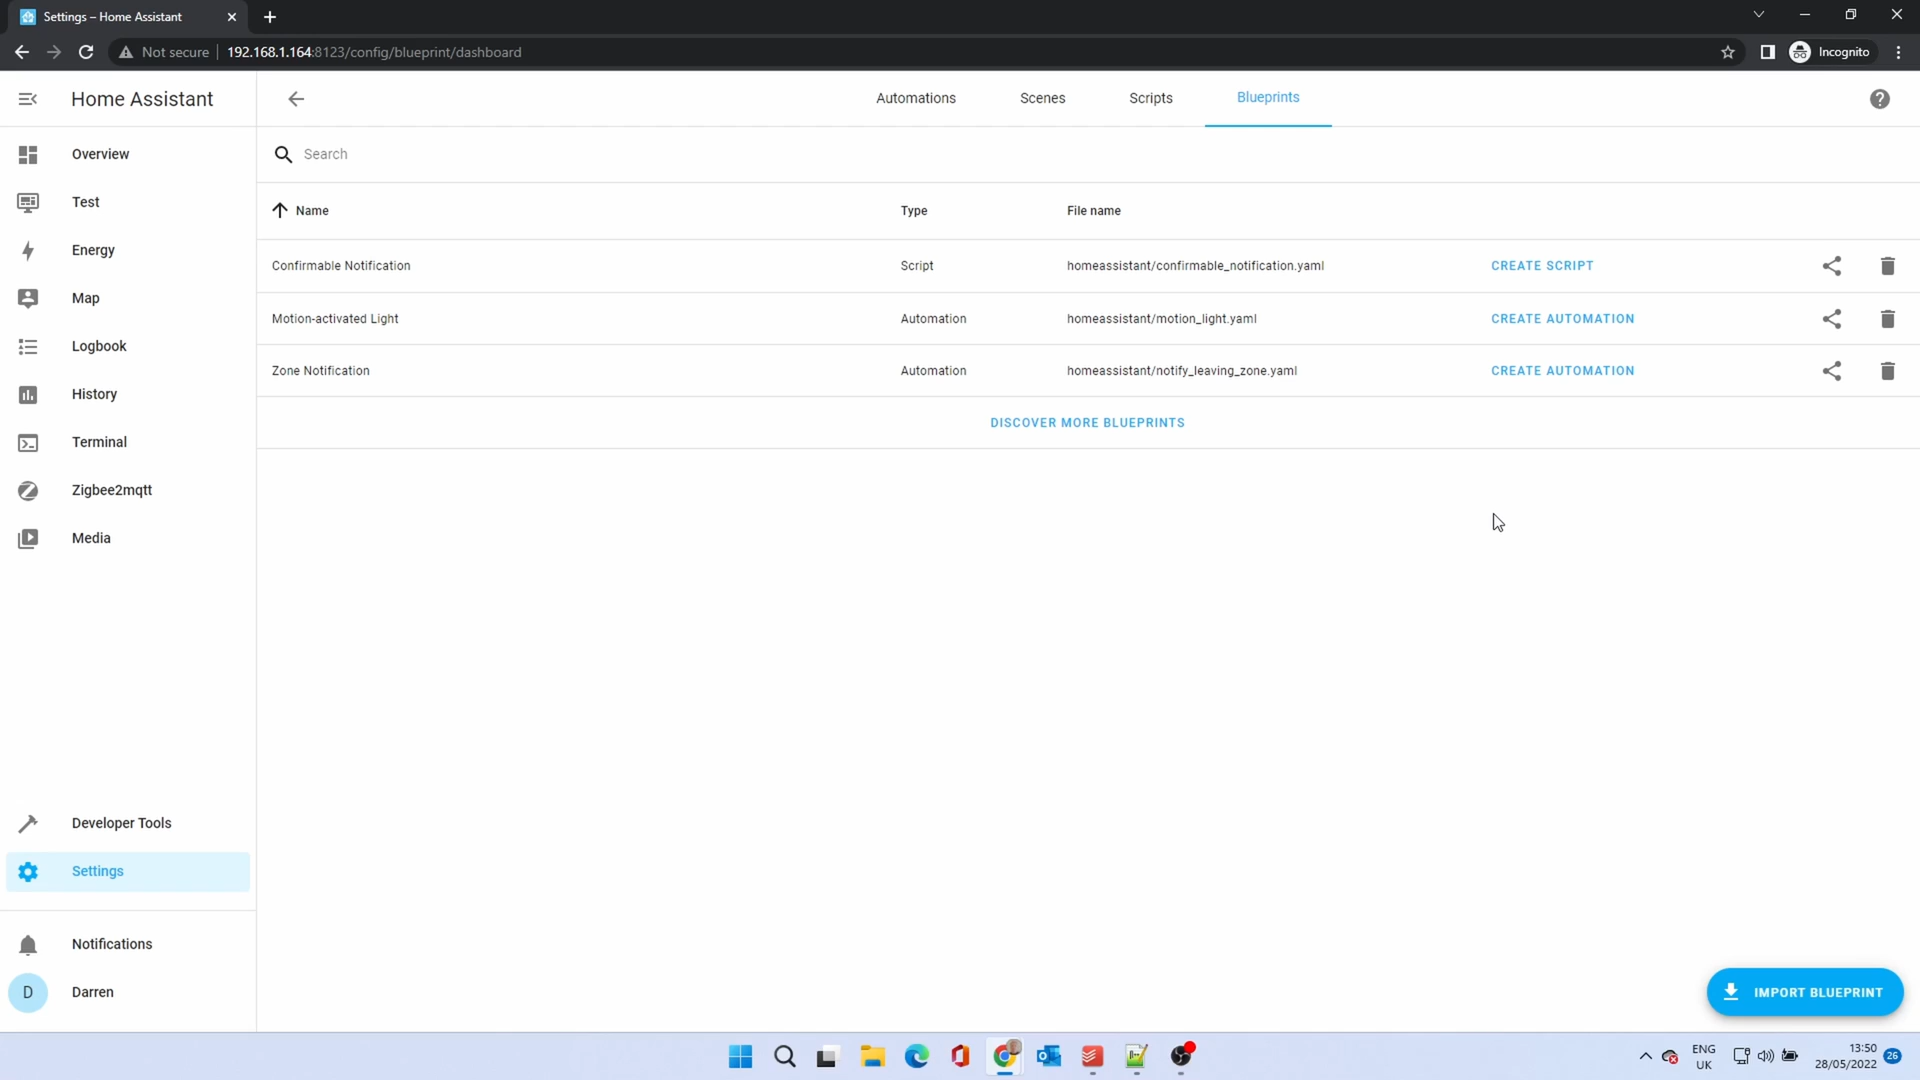 Settings – Home Assistant
Not secure
192.168.1.164:8123/config/blueprint/dashboard
Incognito
Home Assistant
Automations
Scenes
Scripts
Blueprints
Overview
Test
Energy
Map
Logbook
History
Terminal
Zigbee2mqtt
Media
Developer Tools
Settings
Notifications
D
Darren
Search
Name Type File name
Confirmable Notification Script homeassistant/confirmable_notification.yaml CREATE SCRIPT
Motion-activated Light Automation homeassistant/motion_light.yaml CREATE AUTOMATION
Zone Notification Automation homeassistant/notify_leaving_zone.yaml CREATE AUTOMATION
DISCOVER MORE BLUEPRINTS
IMPORT BLUEPRINT
ENG
UK
13:50
28/05/2022
26